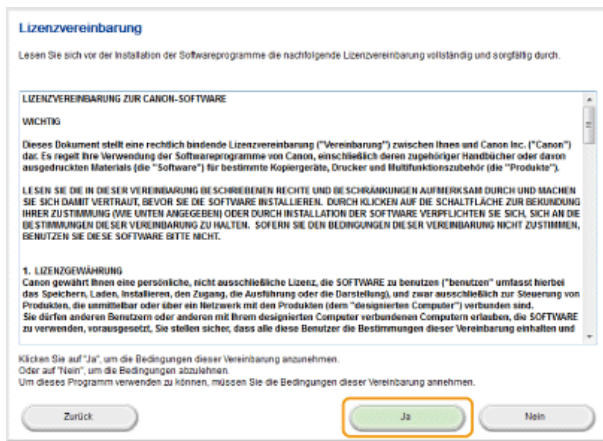 Lizenzvereinbarung
Lesen Sie sich vor der Installation der Softwareprogramme die nachfolgende Lizenzvereinbarung vollständig und sorgfältig durch.
LIZENZVEREINBARUNG ZUR CANON-SOFTWARE
WICHTIG
Dieses Dokument stellt eine rechtlich bindende Lizenzvereinbarung ("Vereinbarung") zwischen Ihnen und Canon Inc. ("Canon")
dar. Es regelt Ihre Verwendung der Softwareprogramme von Canon, einschließlich deren zugehöriger Handbücher oder davon
ausgedruckten Materials (die "Software") für bestimmte Kopiergeräte, Drucker und Multifunktionszubehör (die "Produkte").
LESEN SIE DIE IN DIESER VEREINBARUNG BESCHRIEBENEN RECHTE UND BESCHRÄNKUNGEN AUFMERKSAM DURCH UND MACHEN
SIE SICH DAMIT VERTRAUT, BEVOR SIE DIE SOFTWARE INSTALLIEREN. DURCH KLICKEN AUF DIE SCHALTFLÄCHE ZUR BEKUNDUNG
IHRER ZUSTIMMUNG (WIE UNTEN ANGEGEBEN) ODER DURCH INSTALLATION DER SOFTWARE VERPFLICHTEN SIE SICH, SICH AN DIE
BESTIMMUNGEN DIESER VEREINBARUNG ZU HALTEN. SOFERN SIE DEN BEDINGUNGEN DIESER VEREINBARUNG NICHT ZUSTIMMEN,
BENUTZEN SIE DIESE SOFTWARE BITTE NICHT.
1. LIZENZGEWÄHRUNG
Canon gewährt Ihnen eine persönliche, nicht ausschließliche Lizenz, die SOFTWARE zu benutzen ("benutzen" umfasst hierbei
das Speichern, Laden, Installieren, den Zugang, die Ausführung oder die Darstellung), und zwar ausschließlich zur Steuerung von
Produkten, die unmittelbar oder über ein Netzwerk mit den Produkten (dem "designierten Computer") verbunden sind.
Sie dürfen anderen Benutzern oder anderen mit Ihrem designierten Computer verbundenen Computern erlauben, die SOFTWARE
zu verwenden, vorausgesetzt, Sie stellen sicher, dass alle diese Benutzer die Bestimmungen dieser Vereinbarung einhalten und
Klicken Sie auf "Ja", um die Bedingungen dieser Vereinbarung anzunehmen.
Oder auf "Nein", um die Bedingungen abzulehnen.
Um dieses Programm verwenden zu können, müssen Sie die Bedingungen dieser Vereinbarung annehmen.
Zurück
Ja
Nein